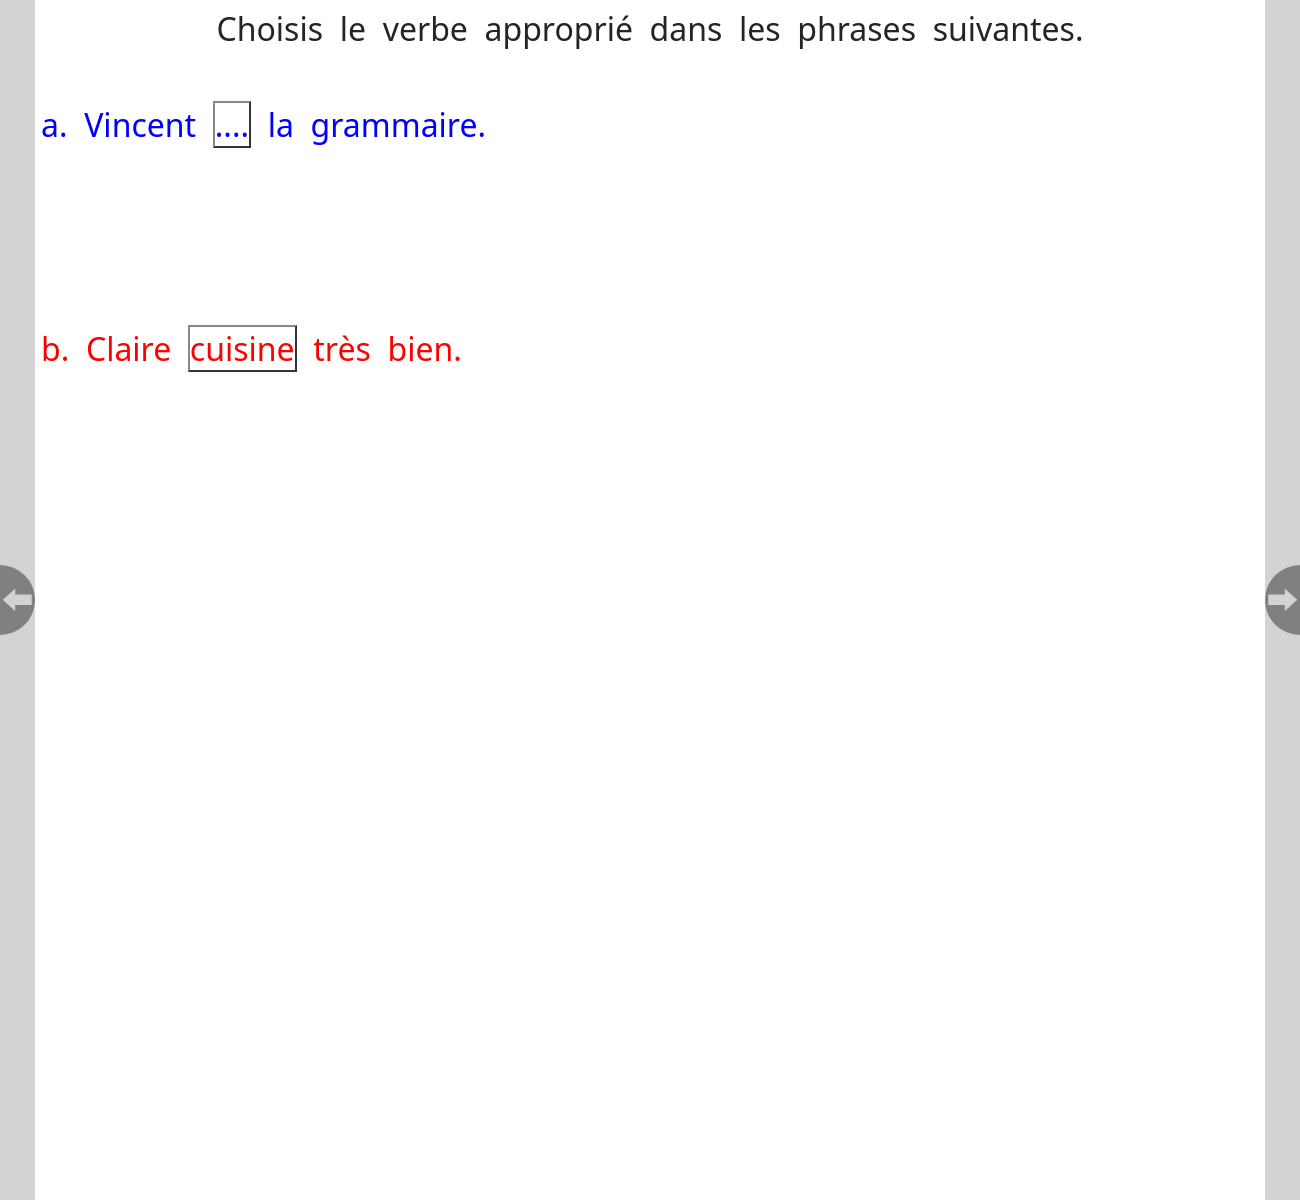 Choisis le verbe approprié dans les phrases suivantes.
a. Vincent .... la grammaire.
b. Claire cuisine très bien.